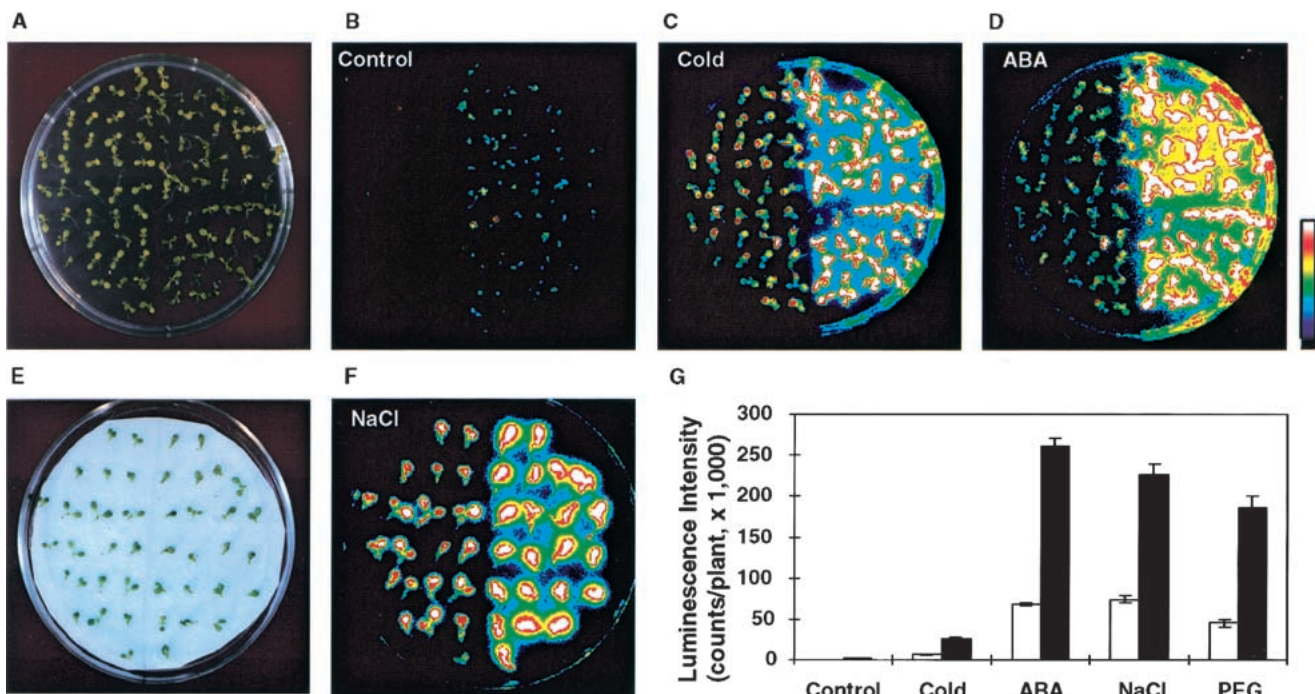 A B C D
Control
Cold
ABA
E F G
NaCl
Luminescence Intensity
(counts/plant, x 1,000)
300
250
200
150
100
50
0
Control Cold ABA NaCl PEG